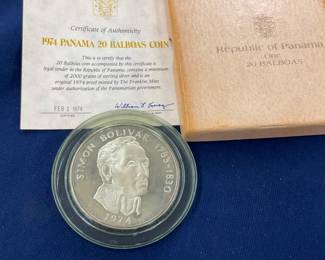 Certificate of Authenticity
1974 PANAMA 20 BALBOAS COIN
This is to certify that the
20 Balboa coin accompanied by this certificate is
legal tender in the Republic of Panama, contains a minimum
of 2000 grains of sterling silver and is an
original 1974 proof minted by The Franklin Mint
under authorization of the Panamanian government.
FEB 2 1974
Republic of Panama
One
20 BALBOAS
SIMON BOLIVAR 1783-1830
1974